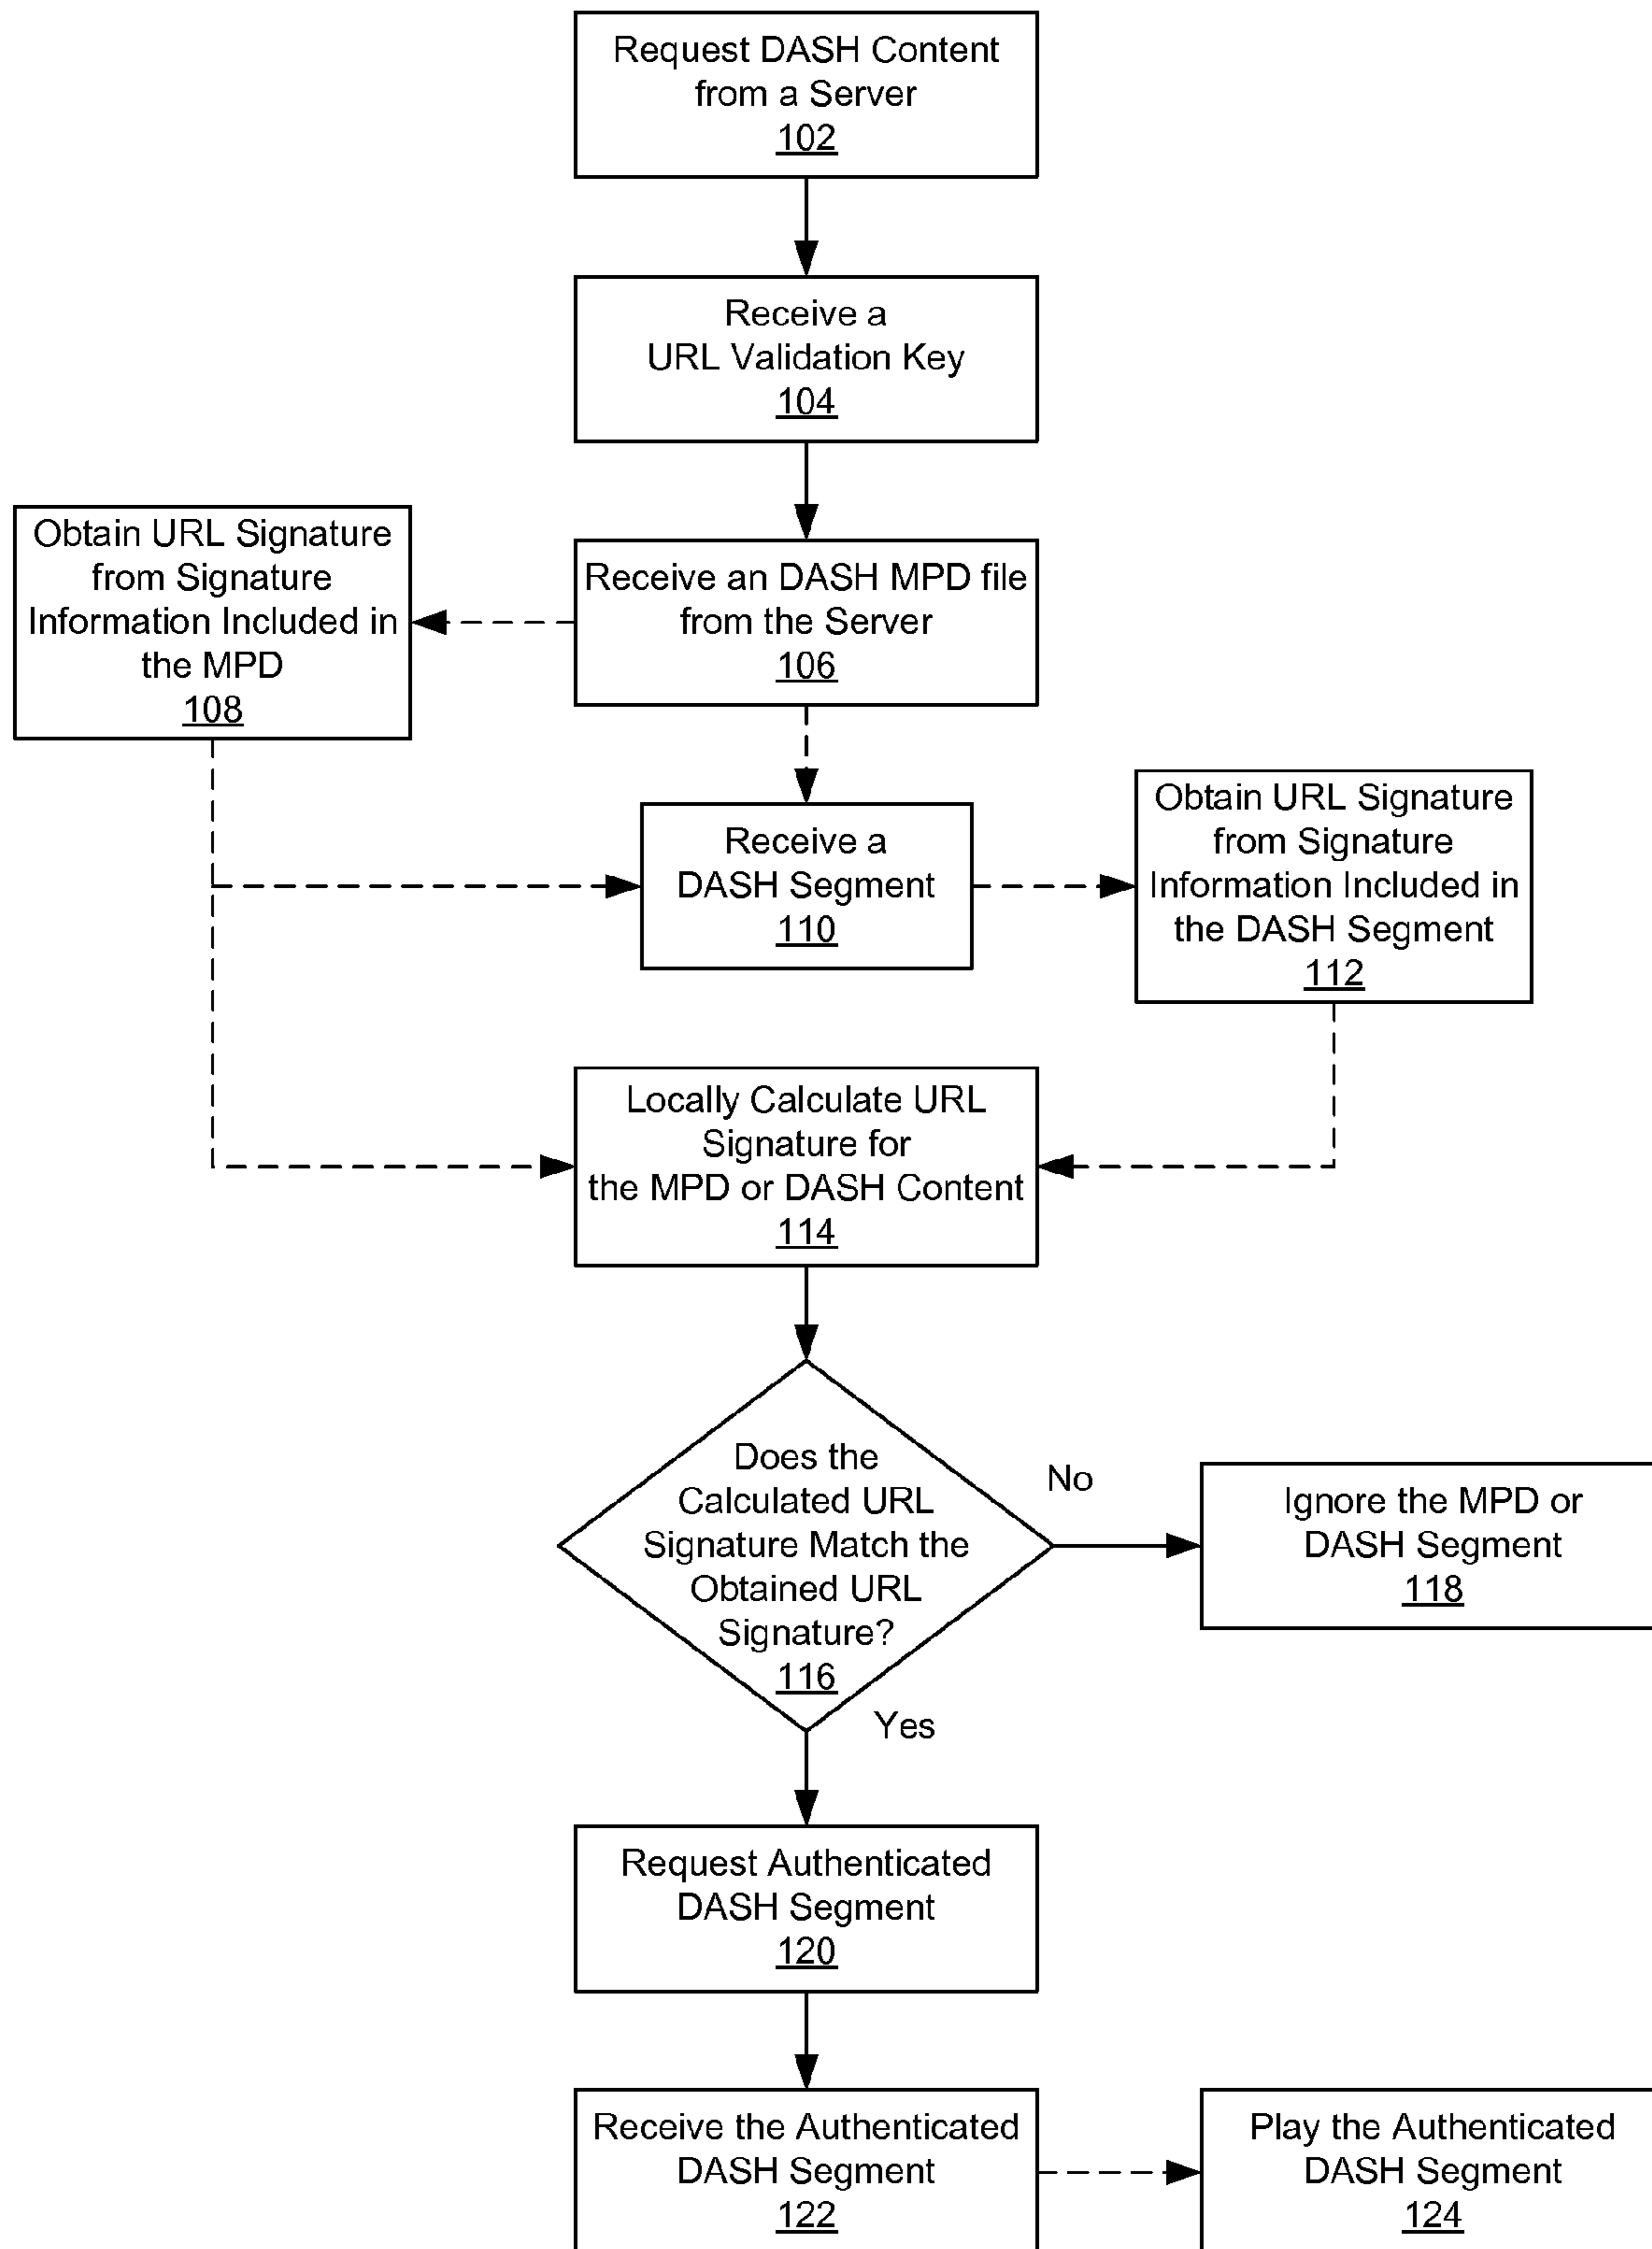 Request DASH Content
from a Server
102
Receive a
URL Validation Key
104
Obtain URL Signature
from Signature
Information Included in
the MPD
108
Receive an DASH MPD file
from the Server
106
Receive a
DASH Segment
110
Obtain URL Signature
from Signature
Information Included in
the DASH Segment
112
Locally Calculate URL
Signature for
the MPD or DASH Content
114
Does the
Calculated URL
Signature Match the
Obtained URL
Signature?
116
No
Ignore the MPD or
DASH Segment
118
Yes
Request Authenticated
DASH Segment
120
Receive the Authenticated
DASH Segment
122
Play the Authenticated
DASH Segment
124